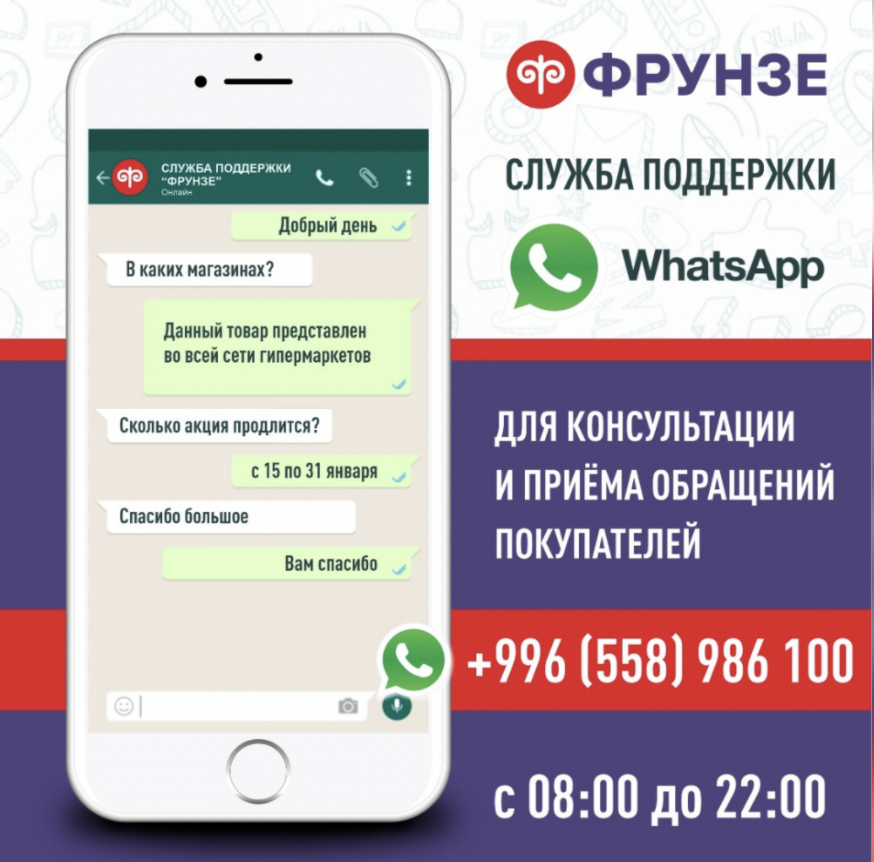 СЛУЖБА ПОДДЕРЖКИ
"ФРУНЗЕ"
Онлайн
Добрый день
В каких магазинах?
Данный товар представлен
во всей сети гипермаркетов
Сколько акция продлится?
с 15 по 31 января
Спасибо большое
Вам спасибо
ФРУНЗЕ
СЛУЖБА ПОДДЕРЖКИ
WhatsApp
ДЛЯ КОНСУЛЬТАЦИИ
И ПРИЁМА ОБРАЩЕНИЙ
ПОКУПАТЕЛЕЙ
+996 (558) 986 100
с 08:00 до 22:00